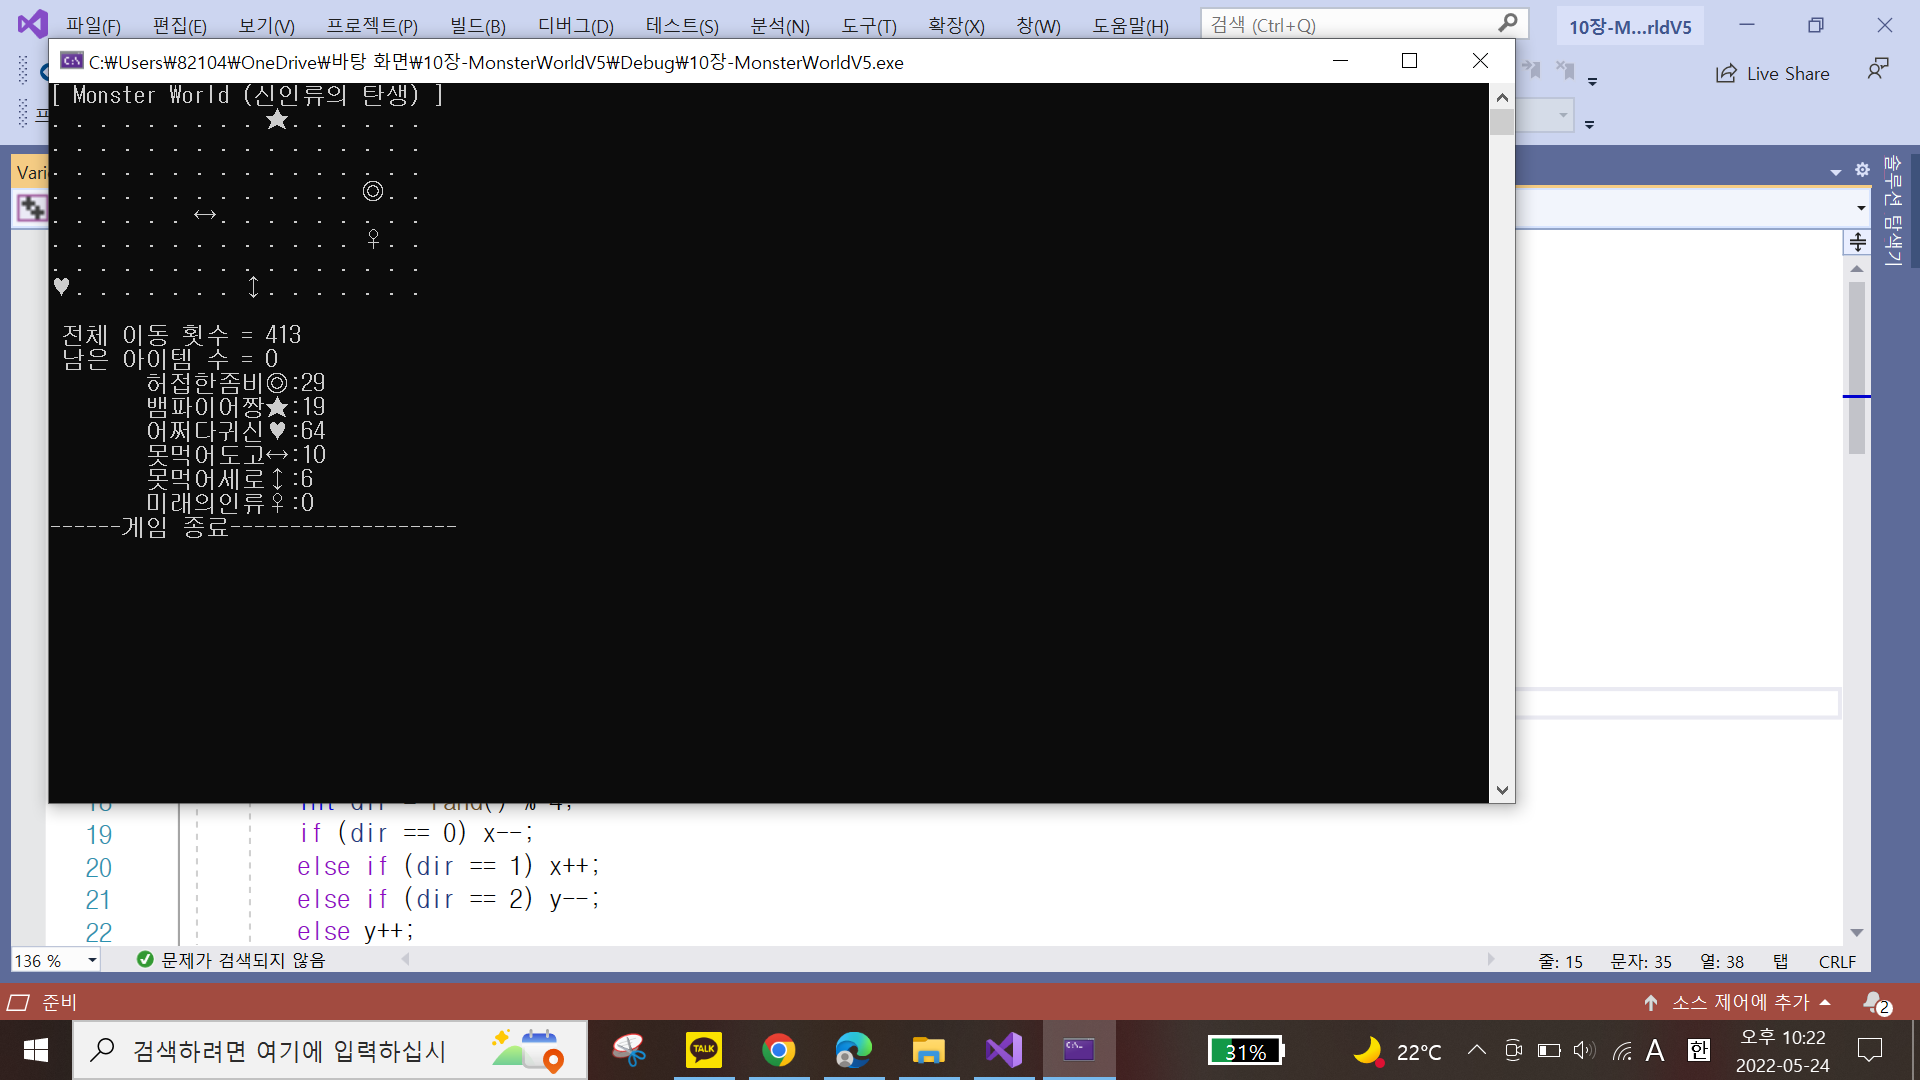 파일(F) 편집(E) 보기(V) 프로젝트(P) 빌드(B) 디버그(D) 테스트(S) 분석(N) 도구(T) 확장(X) 창(W) 도움말(H) 검색 (Ctrl+Q) 10장-M...rldV5
C:₩Users₩82104₩OneDrive₩바탕 화면₩10장-MonsterWorldV5₩Debug₩10장-MonsterWorldV5.exe
Live Share
[ Monster World (신인류의 탄생) ]
. . . . . . . . . ★. . . . . .
. . . . . . . . . . . . . . . .
. . . . . . . . . . . . . . . .
. . . . . . . . . . . . . ◎. .
. . . . . . ↔. . . . . . . . .
. . . . . . . . . . . . . ♀. .
. . . . . . . . . . . . . . . .
♥. . . . . . . ↕. . . . . . .
전체 이동 횟수 = 413
남은 아이템 수 = 0
허접한좀비◎:29
뱀파이어짱★:19
어쩌다귀신♥:64
못먹어도고↔:10
못먹어세로↕:6
미래의인류♀:0
------게임 종료-------------------
솔루션 탐색기
18 int dir = rand() % 4;
19 if (dir == 0) x--;
20 else if (dir == 1) x++;
21 else if (dir == 2) y--;
22 else y++;
136 % 문제가 검색되지 않음 줄: 15 문자: 35 열: 38 탭 CRLF
준비 소스 제어에 추가 2
검색하려면 여기에 입력하십시 TALK 31% 22°C A 한 오후 10:22
2022-05-24